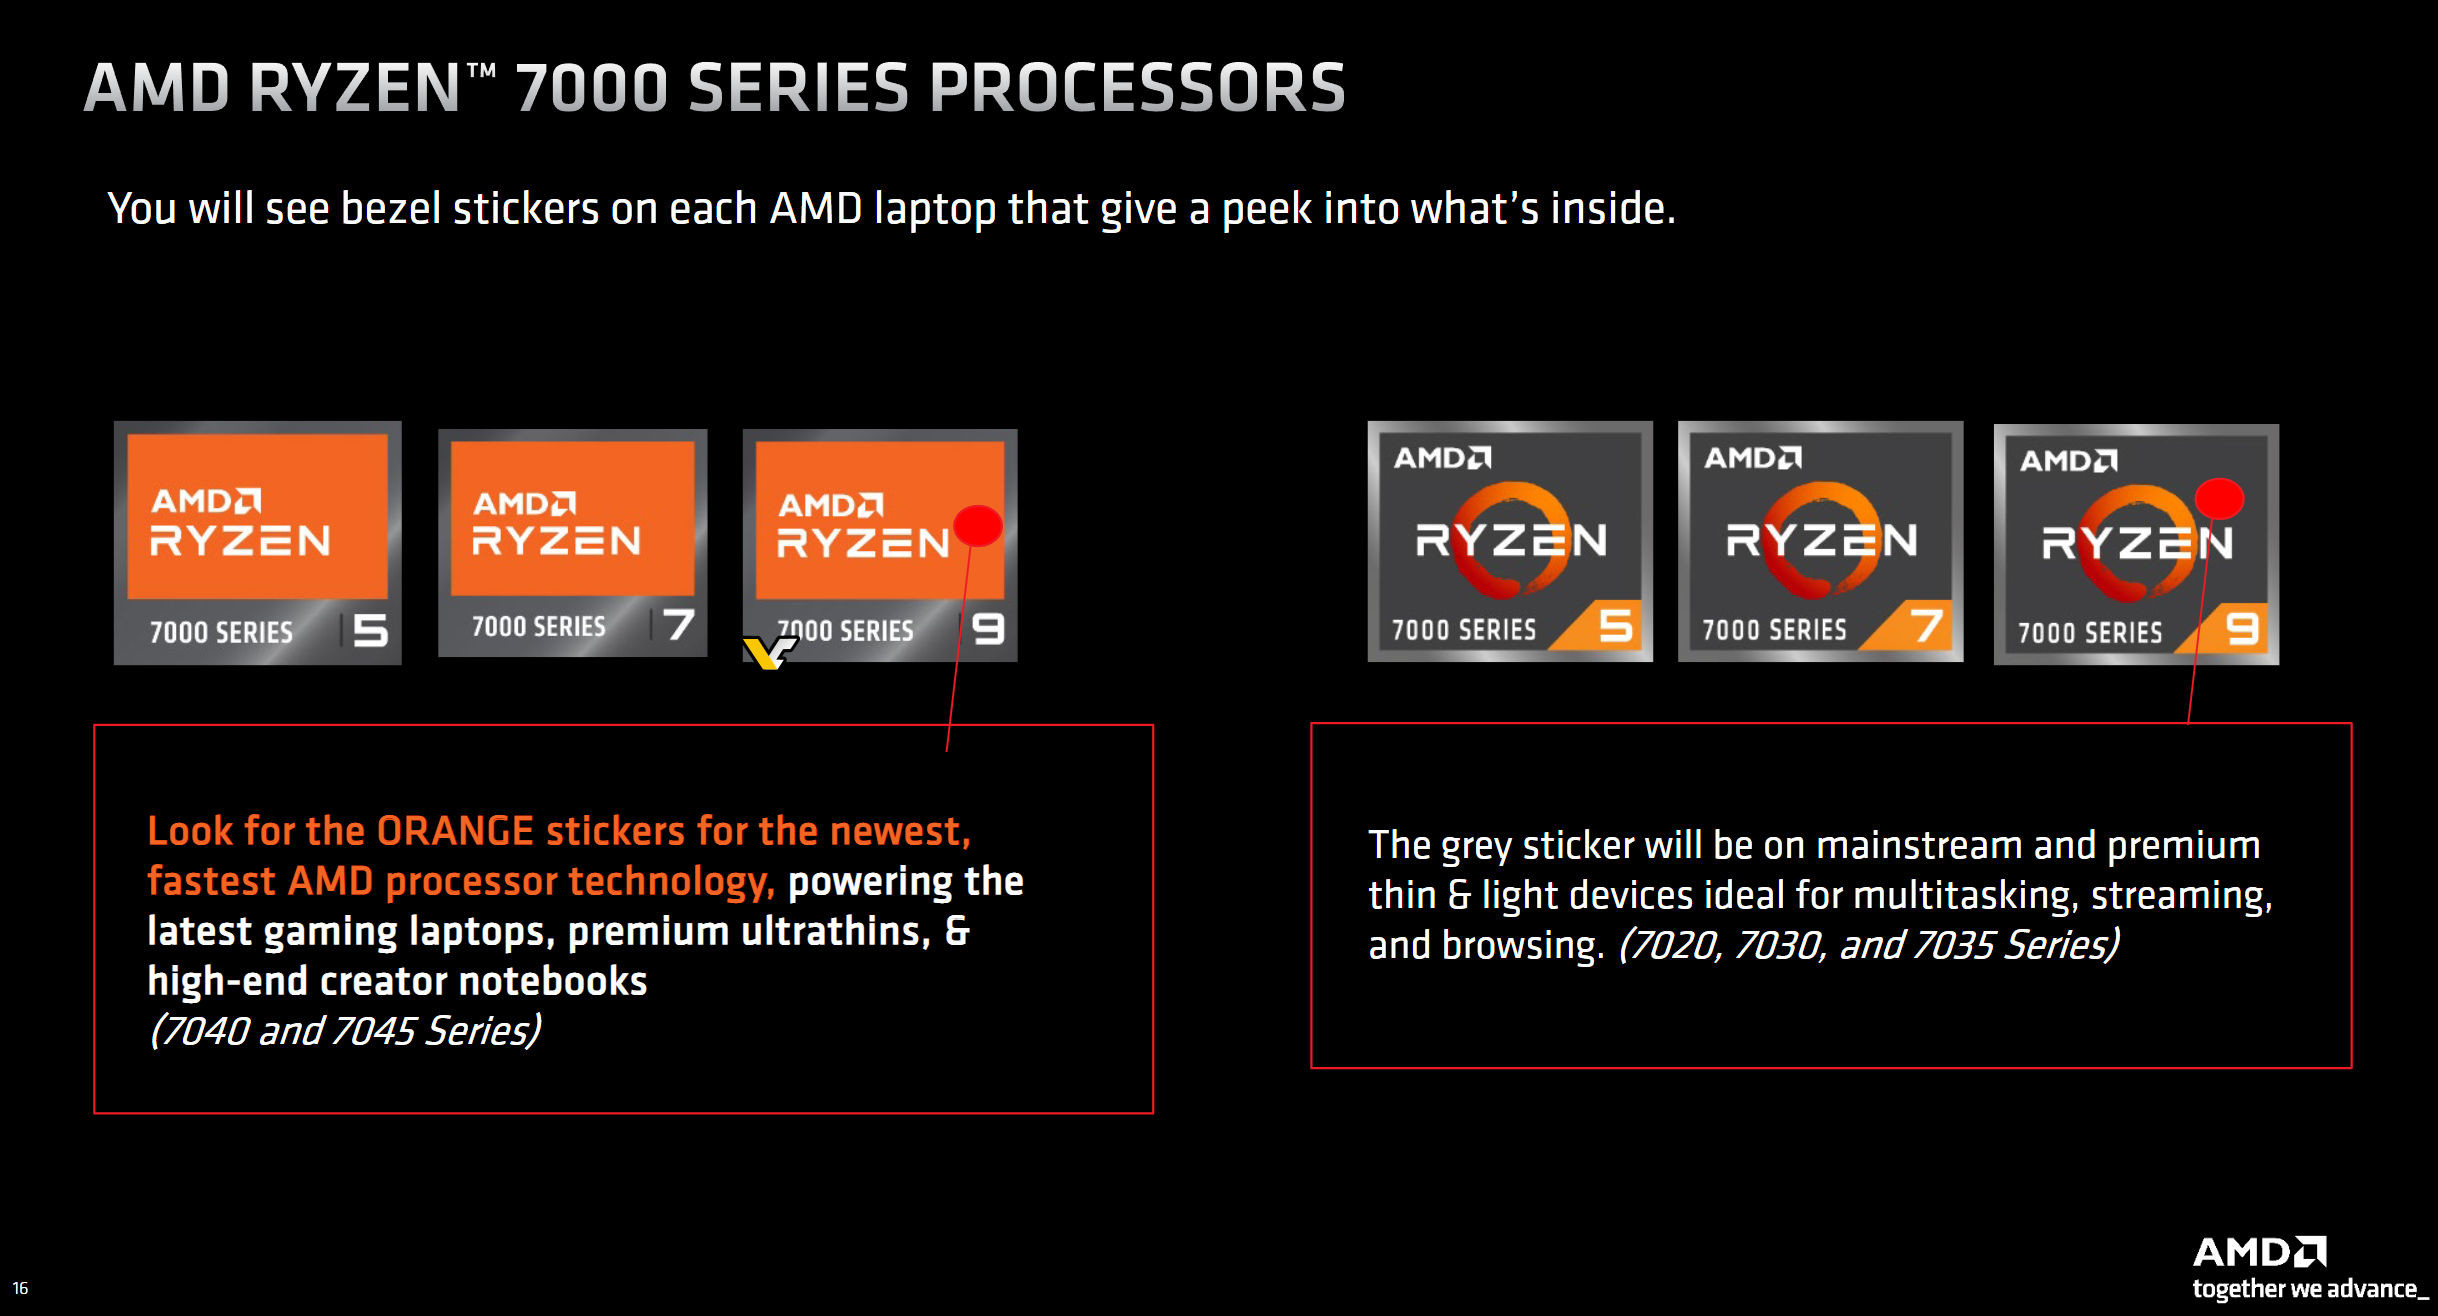 AMD RYZEN™ 7000 SERIES PROCESSORS
You will see bezel stickers on each AMD laptop that give a peek into what's inside.
AMD
RYZEN
7000 SERIES 5
AMD
RYZEN
7000 SERIES 7
AMD
RYZEN
7000 SERIES 9
AMD
RYZEN
7000 SERIES 5
AMD
RYZEN
7000 SERIES 7
AMD
RYZEN
7000 SERIES 9
Look for the ORANGE stickers for the newest,
fastest AMD processor technology, powering the
latest gaming laptops, premium ultrathins, &
high-end creator notebooks
(7040 and 7045 Series)
The grey sticker will be on mainstream and premium
thin & light devices ideal for multitasking, streaming,
and browsing. (7020, 7030, and 7035 Series)
16
AMD
together we advance_